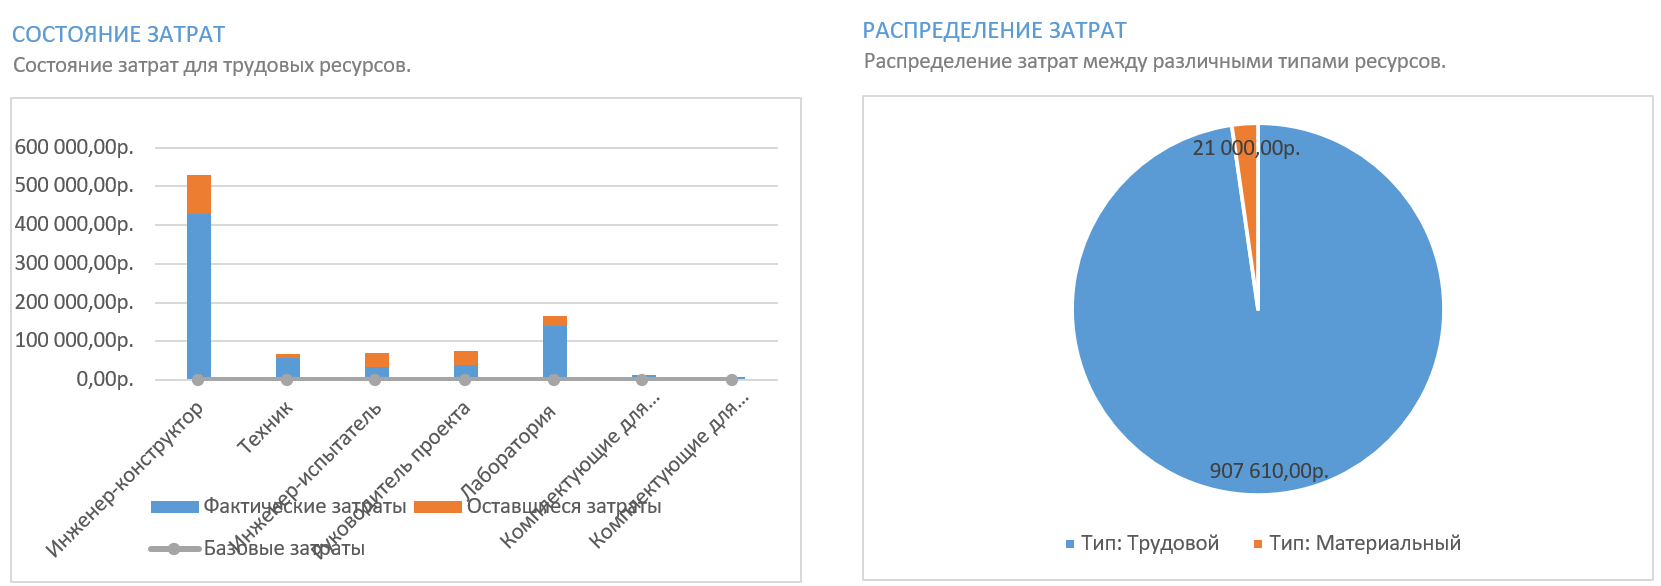 СОСТОЯНИЕ ЗАТРАТ
Состояние затрат для трудовых ресурсов.
600 000,00р.
500 000,00р.
400 000,00р.
300 000,00р.
200 000,00р.
100 000,00р.
0,00р.
Инженер-конструктор
Техник
Инженер-испытатель
Руководитель проекта
Лаборатория
Комплектующие для...
Комплектующие для...
Фактические затраты
Оставшиеся затраты
Базовые затраты
РАСПРЕДЕЛЕНИЕ ЗАТРАТ
Распределение затрат между различными типами ресурсов.
21 000,00р.
907 610,00р.
Тип: Трудовой
Тип: Материальный